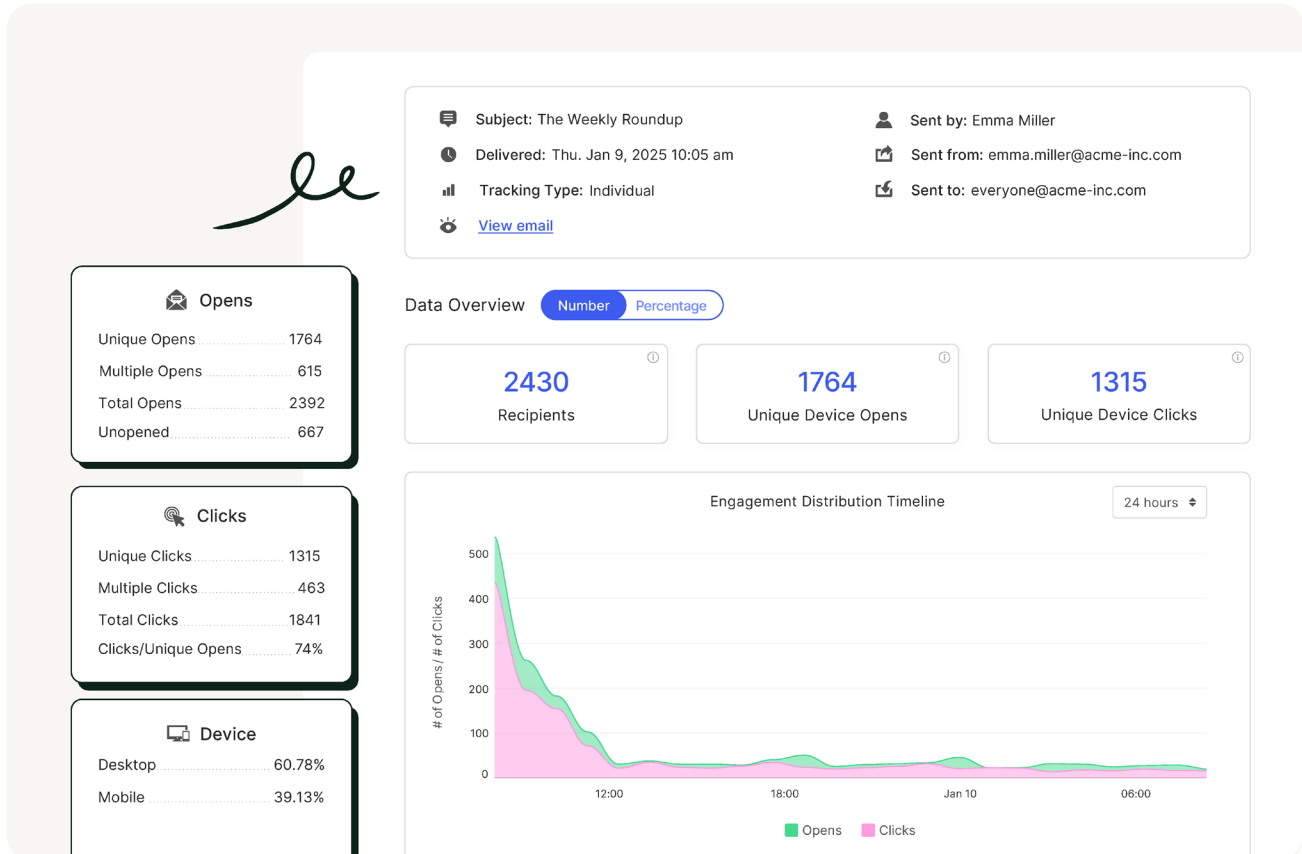 Subject: The Weekly Roundup
Delivered: Thu. Jan 9, 2025 10:05 am
Tracking Type: Individual
View email
Sent by: Emma Miller
Sent from: emma.miller@acme-inc.com
Sent to: everyone@acme-inc.com
Opens
Unique Opens 1764
Multiple Opens 615
Total Opens 2392
Unopened 667
Clicks
Unique Clicks 1315
Multiple Clicks 463
Total Clicks 1841
Clicks/Unique Opens 74%
Device
Desktop 60.78%
Mobile 39.13%
Data Overview Number Percentage
2430
Recipients
1764
Unique Device Opens
1315
Unique Device Clicks
Engagement Distribution Timeline
24 hours
# of Opens / # of Clicks
500
400
300
200
100
0
12:00 18:00 Jan 10 06:00
Opens Clicks